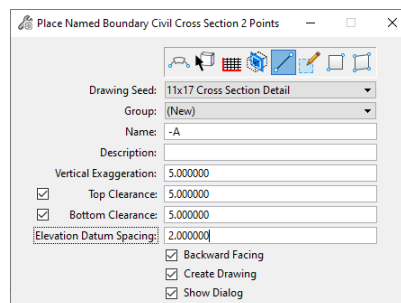 Place Named Boundary Civil Cross Section 2 Points
Drawing Seed: 11x17 Cross Section Detail
Group: (New)
Name: -A
Description:
Vertical Exaggeration: 5.000000
Top Clearance: 5.000000
Bottom Clearance: 5.000000
Elevation Datum Spacing: 2.000000
Backward Facing
Create Drawing
Show Dialog